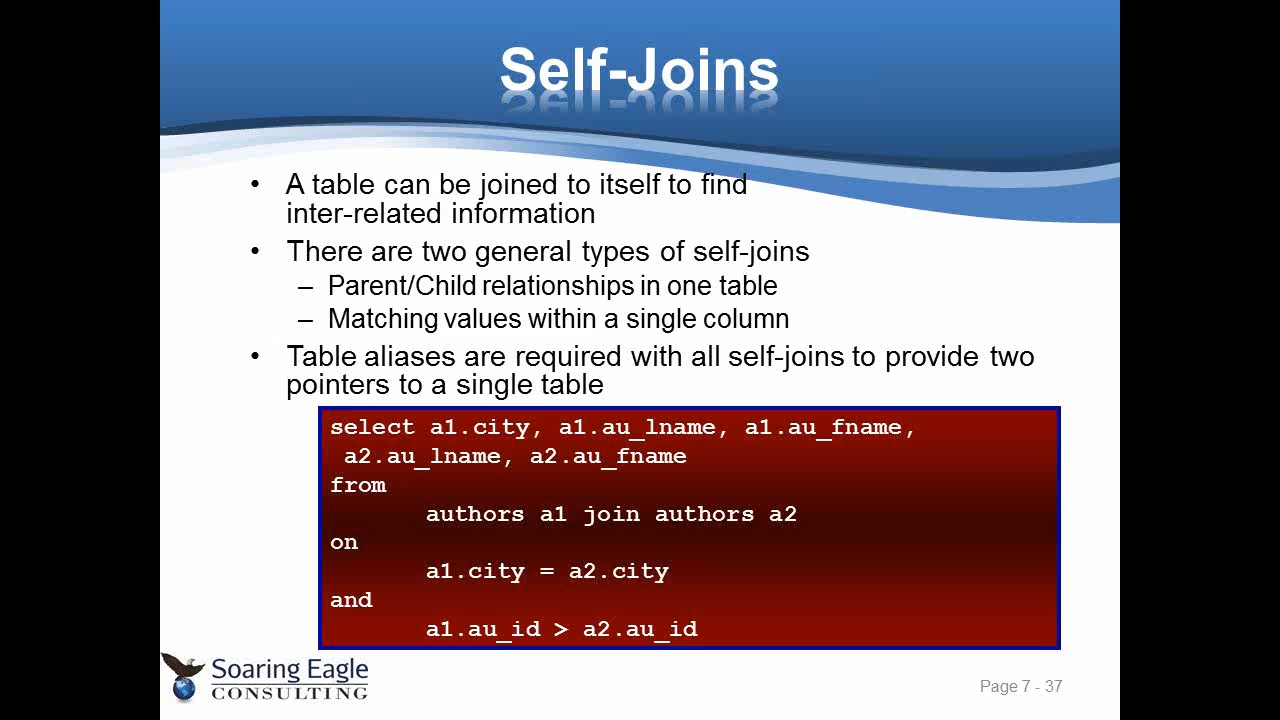 Self-Joins
• A table can be joined to itself to find
inter-related information
• There are two general types of self-joins
– Parent/Child relationships in one table
– Matching values within a single column
• Table aliases are required with all self-joins to provide two
pointers to a single table
select a1.city, a1.au_lname, a1.au_fname,
a2.au_lname, a2.au_fname
from
authors a1 join authors a2
on
a1.city = a2.city
and
a1.au_id > a2.au_id
Soaring Eagle
CONSULTING
Page 7 - 37